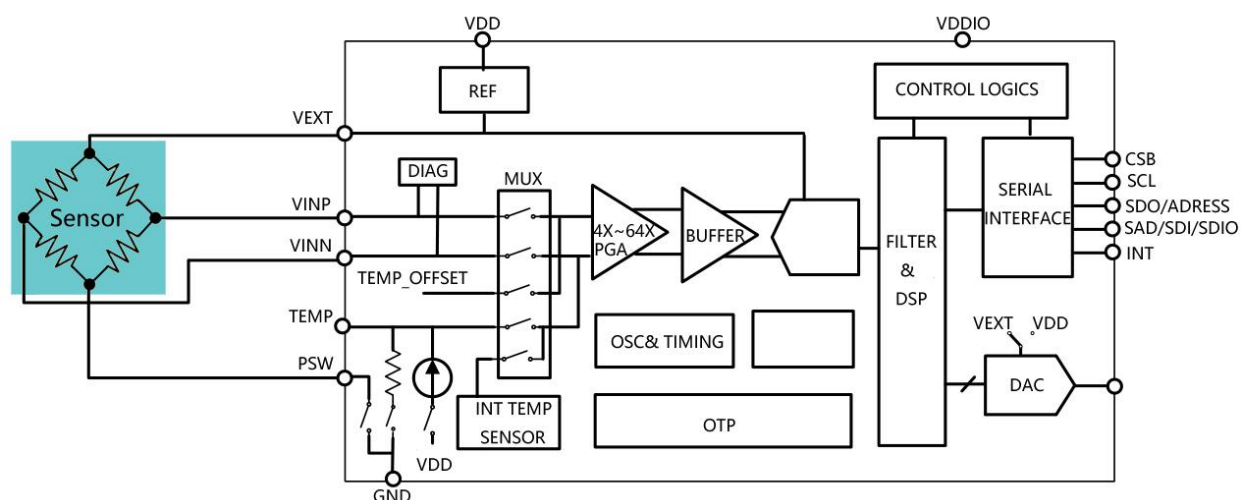 VDD
VDDIO
REF
CONTROL LOGICS
VEXT
DIAG
MUX
CSB
Sensor
VINP
4X~64X
PGA
BUFFER
FILTER
&
DSP
SERIAL
INTERFACE
SCL
SDO/ADRESS
SAD/SDI/SDIO
INT
VINN
TEMP_OFFSET
TEMP
OSC& TIMING
VEXT
VDD
PSW
DAC
INT TEMP
SENSOR
OTP
VDD
GND